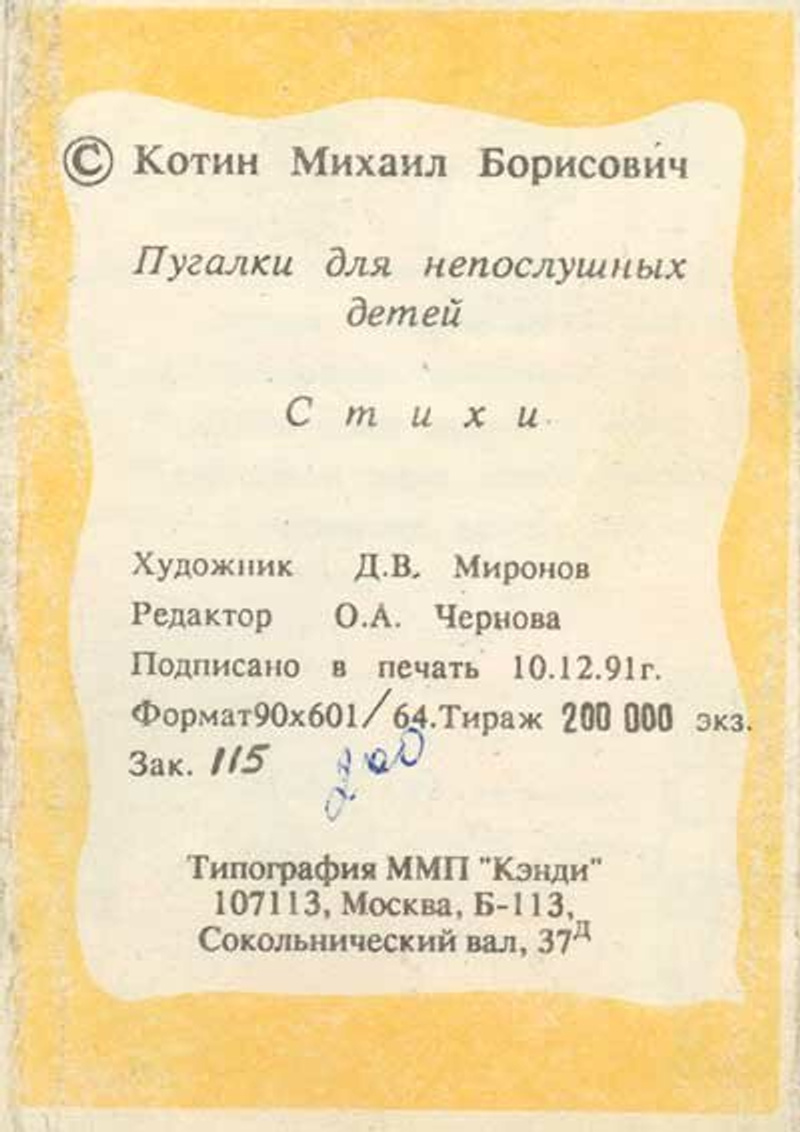 © Котин Михаил Борисович
Пугалки для непослушных
детей
Стихи
Художник Д.В. Миронов
Редактор О.А. Чернова
Подписано в печать 10.12.91г.
Формат90х601/64.Тираж 200 000 экз.
Зак. 115
Типография ММП "Кэнди"
107113, Москва, Б-113,
Сокольнический вал, 37Д